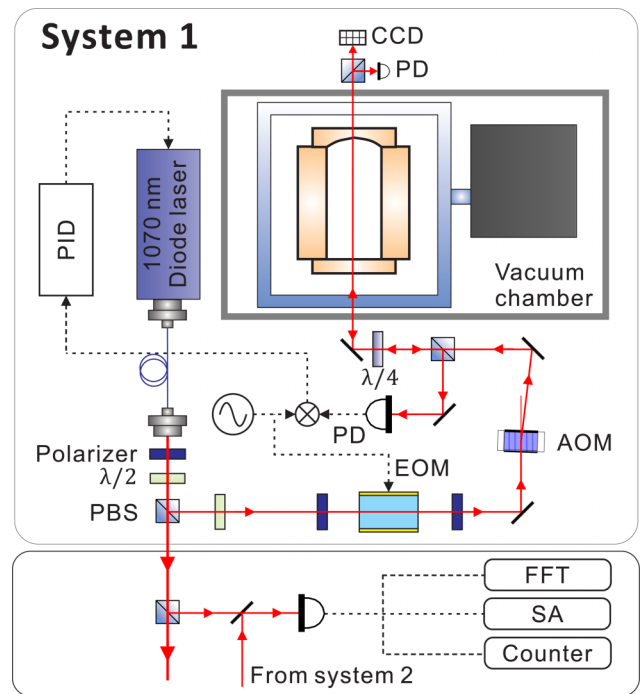 System 1
CCD
PD
1070 nm
Diode laser
PID
Vacuum
chamber
λ/4
PD
AOM
EOM
Polarizer
λ/2
PBS
FFT
SA
Counter
From system 2